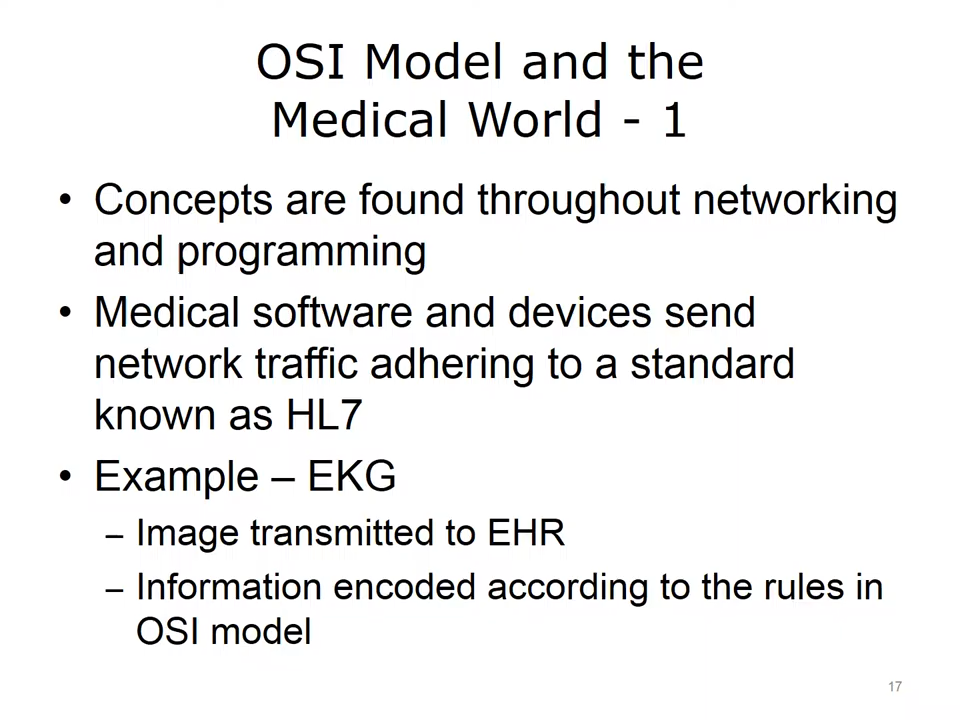 OSI Model and the
Medical World - 1
• Concepts are found throughout networking
and programming
• Medical software and devices send
network traffic adhering to a standard
known as HL7
• Example – EKG
– Image transmitted to EHR
– Information encoded according to the rules in
OSI model
17